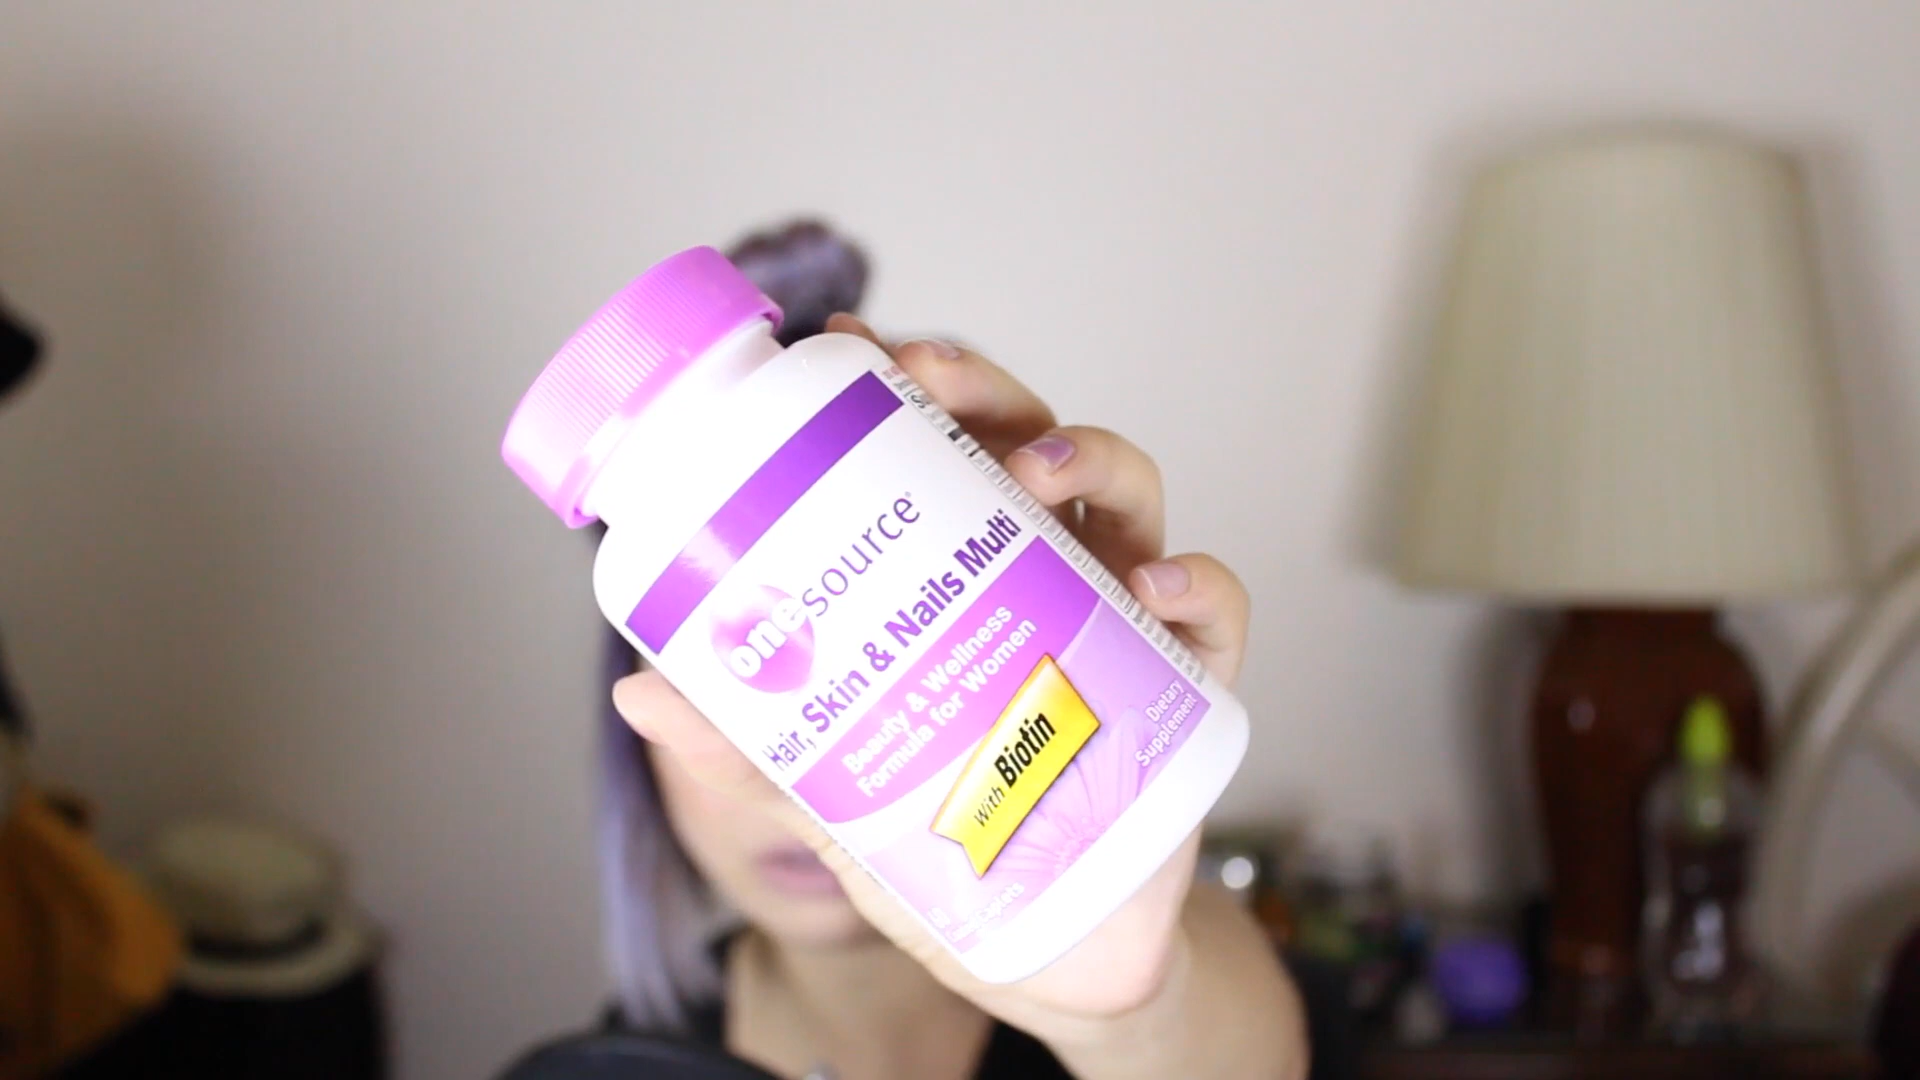 onesource®
Hair, Skin & Nails Multi
Beauty & Wellness
Formula for Women
With Biotin
Dietary
Supplement